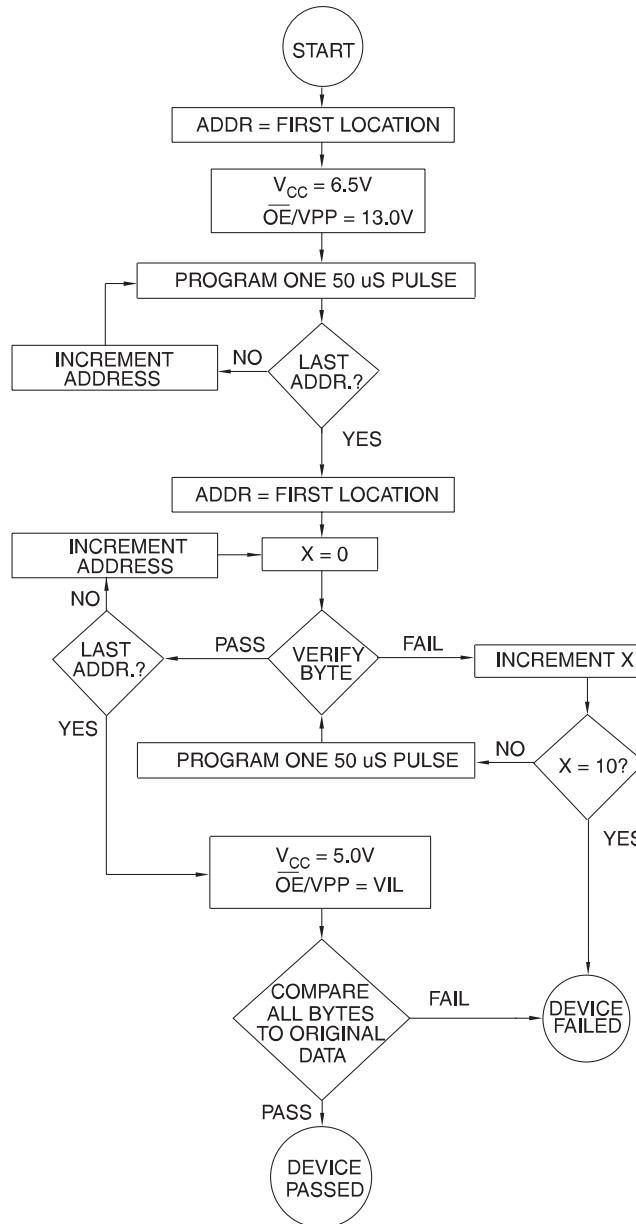 START
ADDR = FIRST LOCATION
VCC = 6.5V
OE/VPP = 13.0V
PROGRAM ONE 50 uS PULSE
INCREMENT
ADDRESS
NO
LAST
ADDR.?
YES
ADDR = FIRST LOCATION
INCREMENT
ADDRESS
X = 0
NO
LAST
ADDR.?
PASS
VERIFY
BYTE
FAIL
INCREMENT X
YES
PROGRAM ONE 50 uS PULSE
NO
X = 10?
YES
VCC = 5.0V
OE/VPP = VIL
COMPARE
ALL BYTES
TO ORIGINAL
DATA
FAIL
DEVICE
FAILED
PASS
DEVICE
PASSED